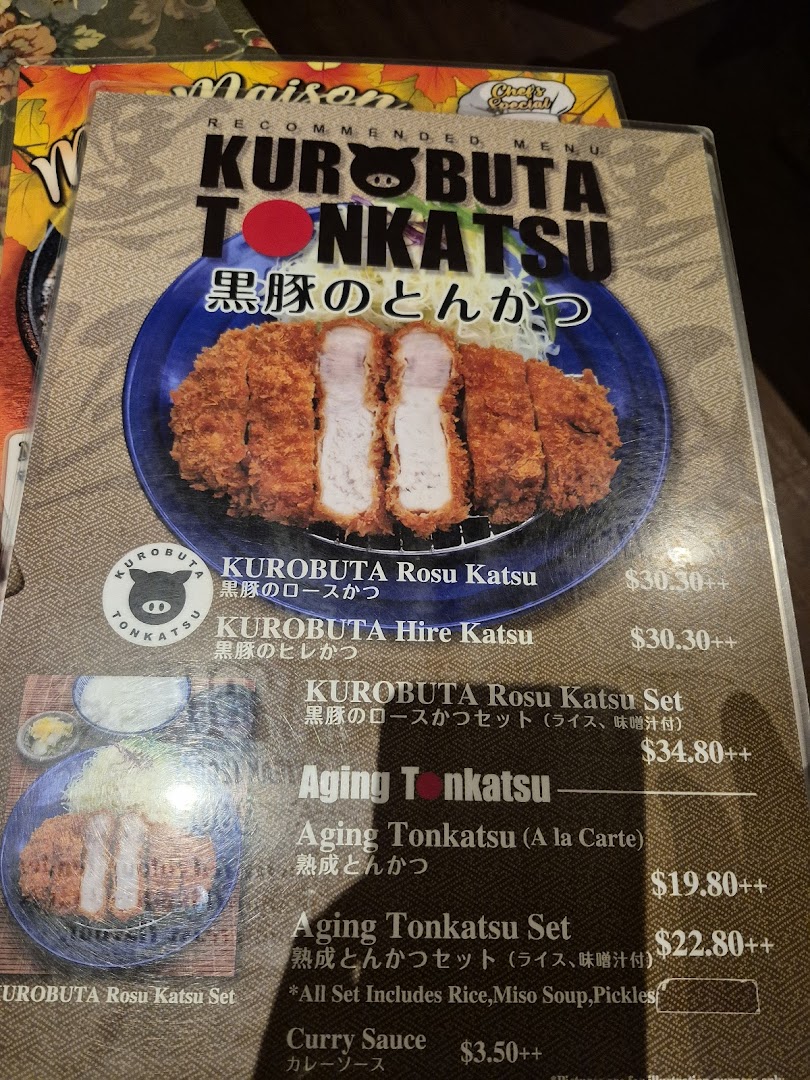 Maison
Chef's
Special
RECOMMENDED MENU
KUROBUTA
TONKATSU
黒豚のとんかつ
KUROBUTA
TONKATSU
KUROBUTA Rosu Katsu $30.30++
黒豚のロースかつ
KUROBUTA Hire Katsu $30.30++
黒豚のヒレかつ
KUROBUTA Rosu Katsu Set
黒豚のロースかつセット（ライス、味噌汁付）
$34.80++
Aging Tonkatsu
Aging Tonkatsu (A la Carte)
熟成とんかつ
$19.80++
Aging Tonkatsu Set
熟成とんかつセット（ライス、味噌汁付） $22.80++
UROBUTA Rosu Katsu Set
*All Set Includes Rice,Miso Soup,Pickles
Curry Sauce $3.50++
カレーソース